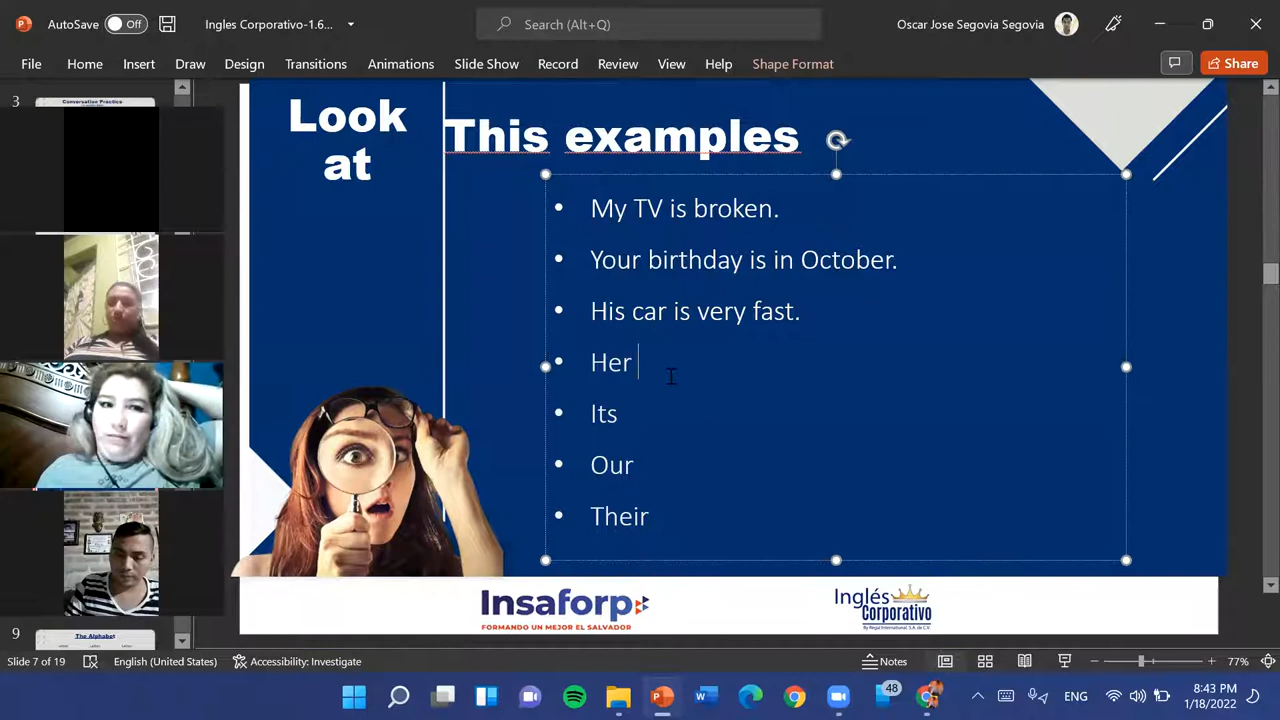 AutoSave Off Ingles Corporativo-1.6... Search (Alt+Q) Oscar Jose Segovia Segovia
File Home Insert Draw Design Transitions Animations Slide Show Record Review View Help Shape Format Share
3
Conversation Practice
Look
at
This examples
• My TV is broken.
• Your birthday is in October.
• His car is very fast.
• Her
• Its
• Our
• Their
Insaforp
FORMANDO UN MEJOR EL SALVADOR
Inglés
Corporativo
By Regal International, S.A. de C.V.
9
The Alphabet
Slide 7 of 19 English (United States) Accessibility: Investigate Notes 77%
48
ENG
8:43 PM
1/18/2022